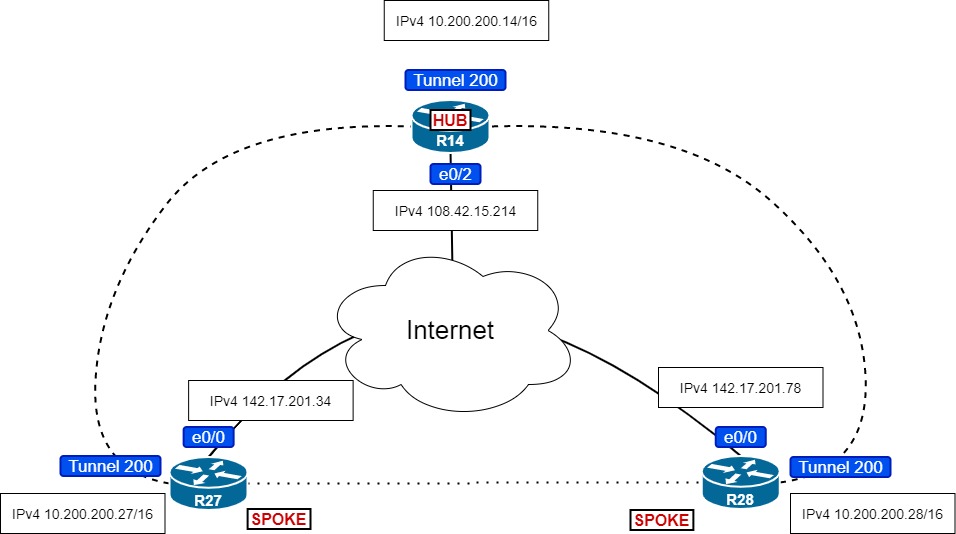 IPv4 10.200.200.14/16
Tunnel 200
HUB
R14
e0/2
IPv4 108.42.15.214
Internet
IPv4 142.17.201.34
IPv4 142.17.201.78
e0/0
e0/0
Tunnel 200
Tunnel 200
R27
R28
IPv4 10.200.200.27/16
SPOKE
SPOKE
IPv4 10.200.200.28/16